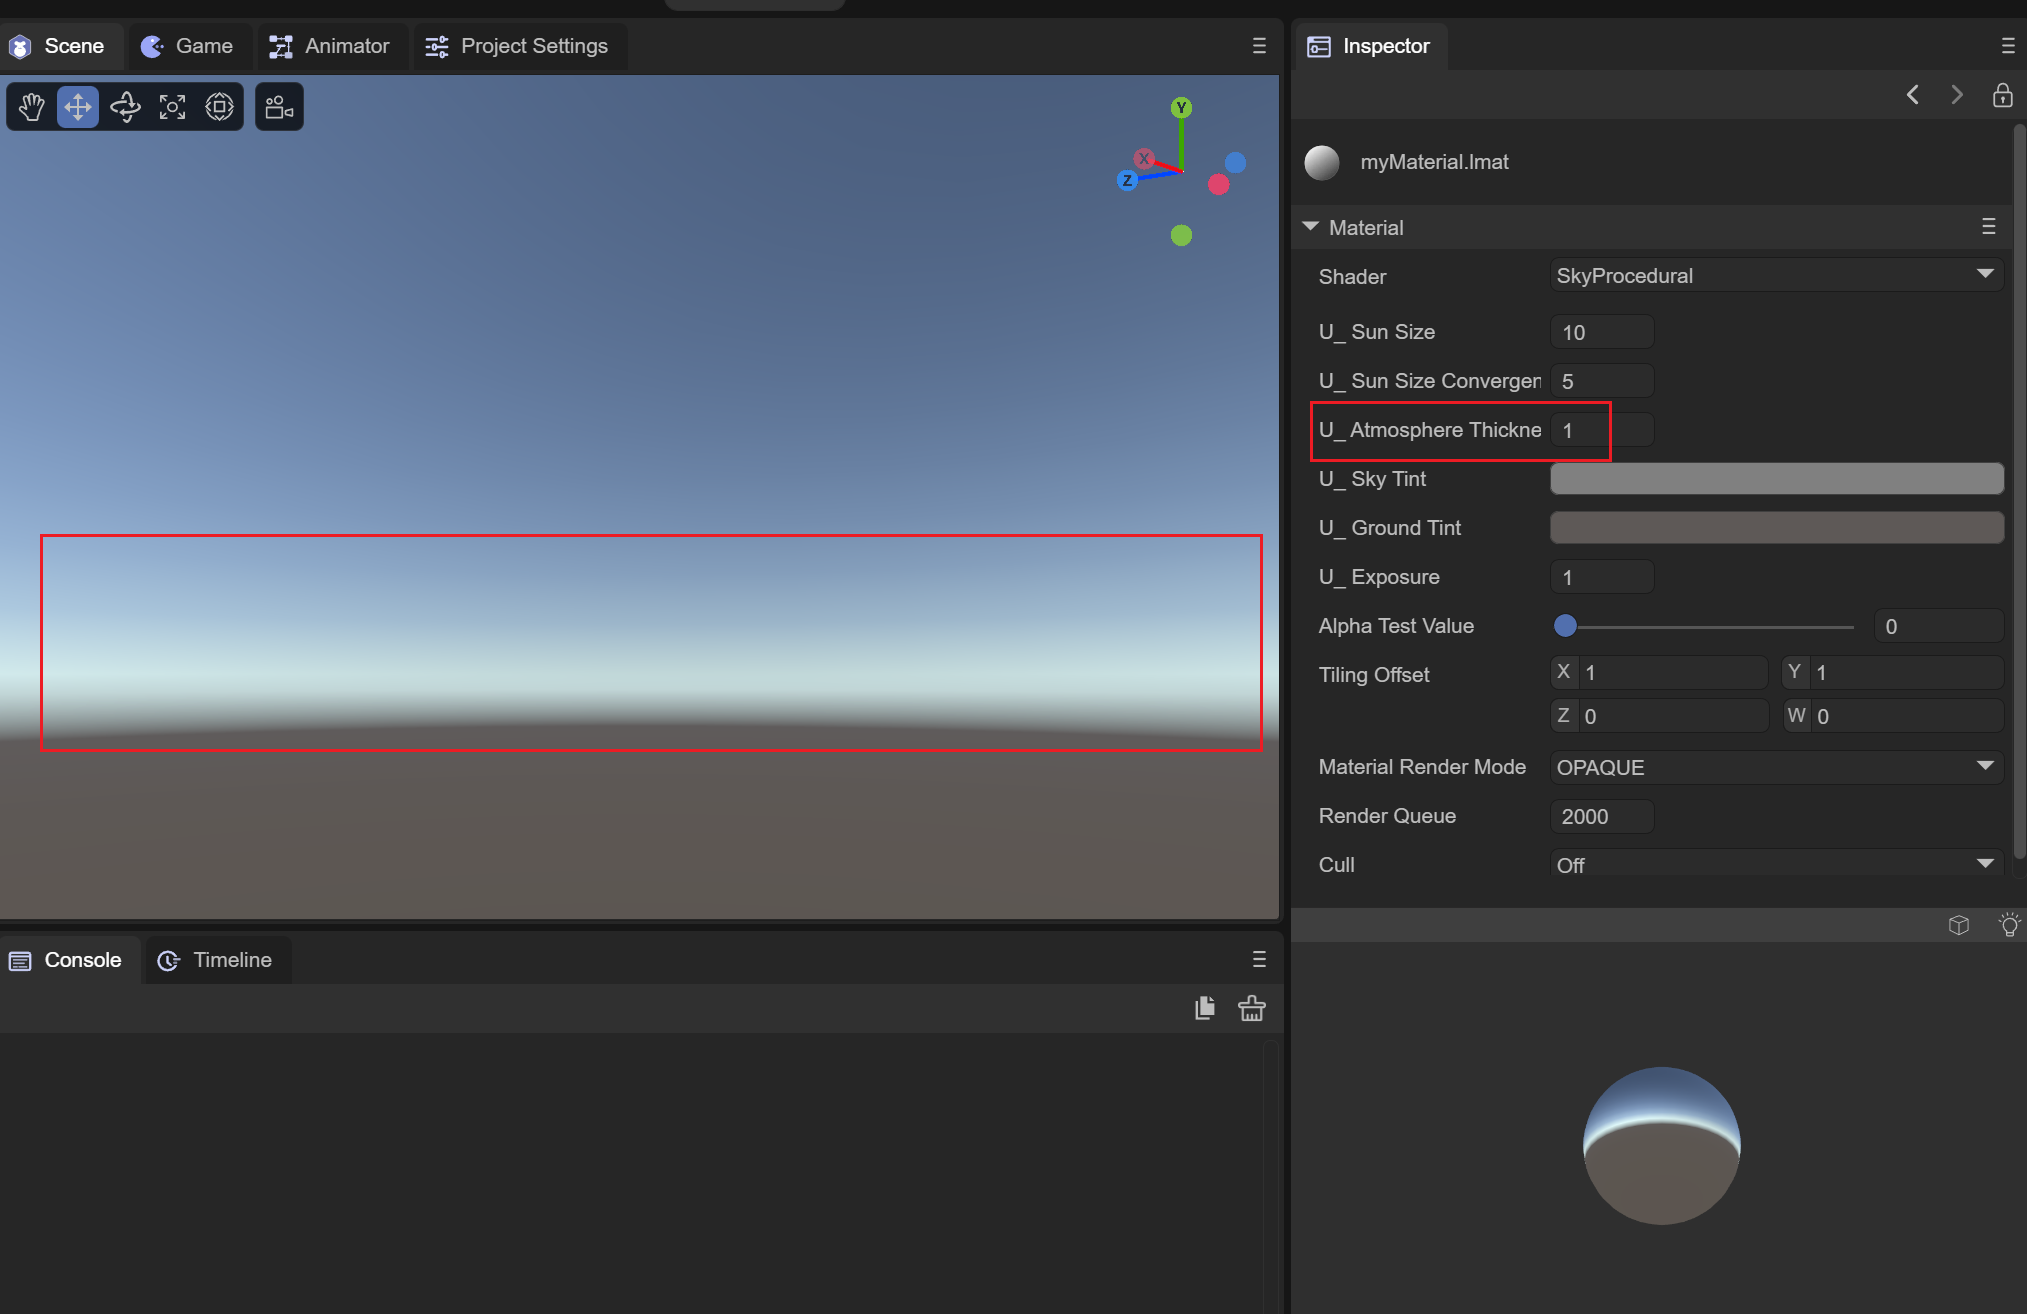 Scene Game Animator Project Settings
Inspector
Y
X
Z
myMaterial.lmat
Material
Shader SkyProcedural
U_ Sun Size 10
U_ Sun Size Convergen 5
U_ Atmosphere Thickne 1
U_ Sky Tint
U_ Ground Tint
U_ Exposure 1
Alpha Test Value 0
Tiling Offset X 1 Y 1
Z 0 W 0
Material Render Mode OPAQUE
Render Queue 2000
Cull Off
Console Timeline